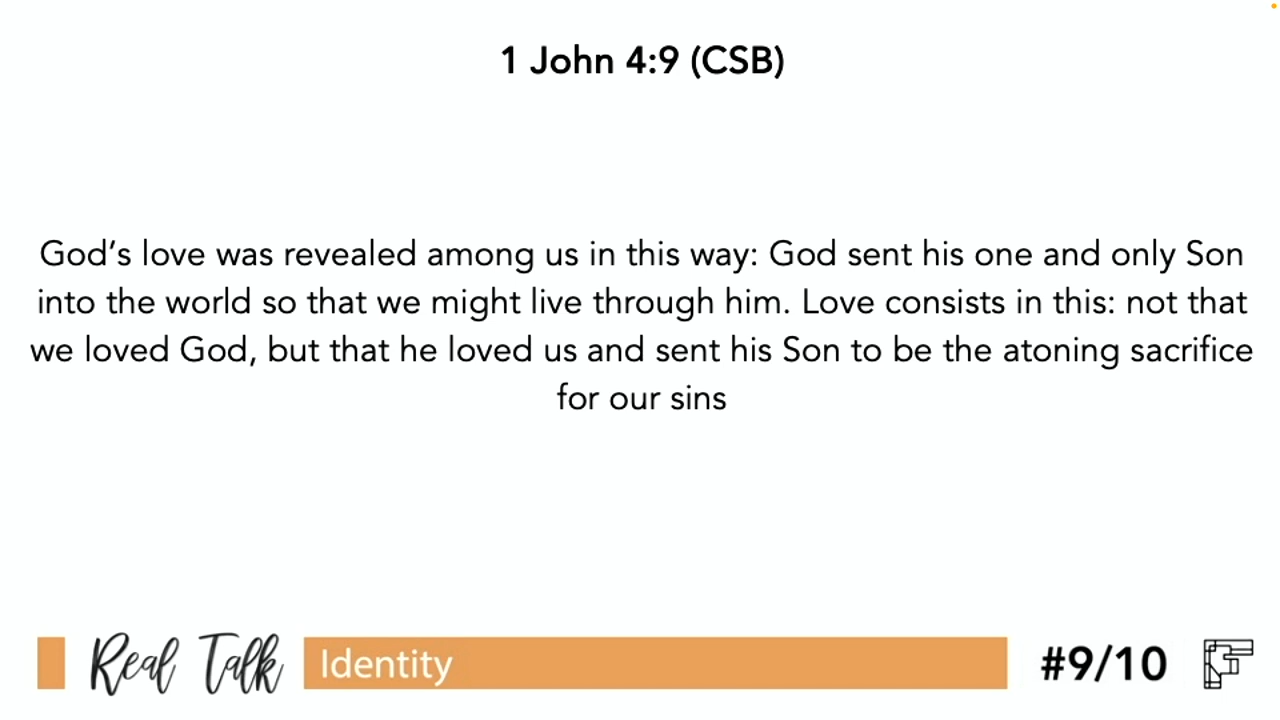 1 John 4:9 (CSB)
God’s love was revealed among us in this way: God sent his one and only Son
into the world so that we might live through him. Love consists in this: not that
we loved God, but that he loved us and sent his Son to be the atoning sacrifice
for our sins
Real Talk Identity #9/10